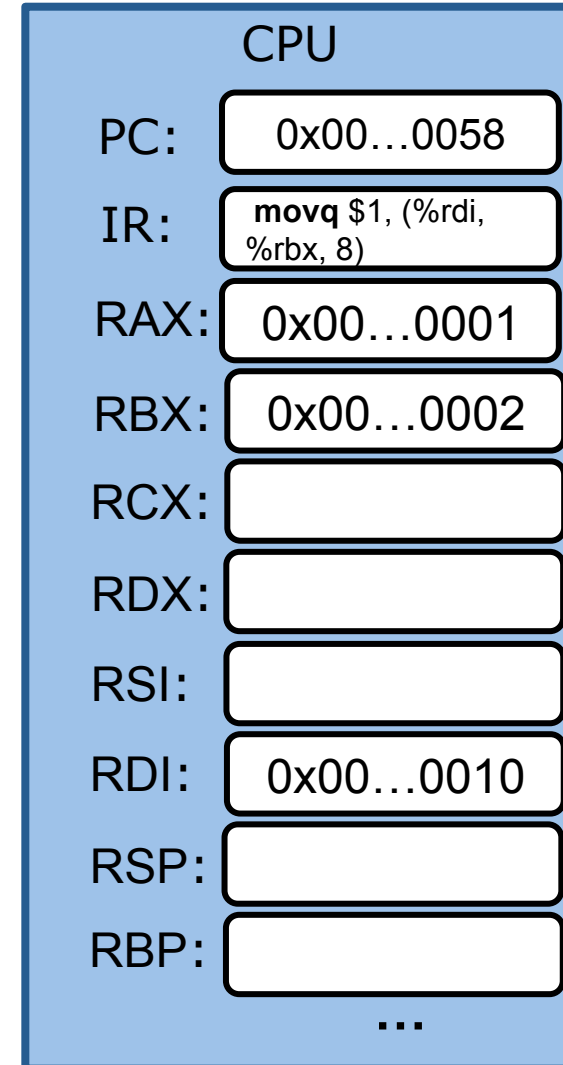 CPU
PC: 0x00…0058
IR: movq $1, (%rdi,
%rbx, 8)
RAX: 0x00…0001
RBX: 0x00…0002
RCX:
RDX:
RSI:
RDI: 0x00…0010
RSP:
RBP:
…